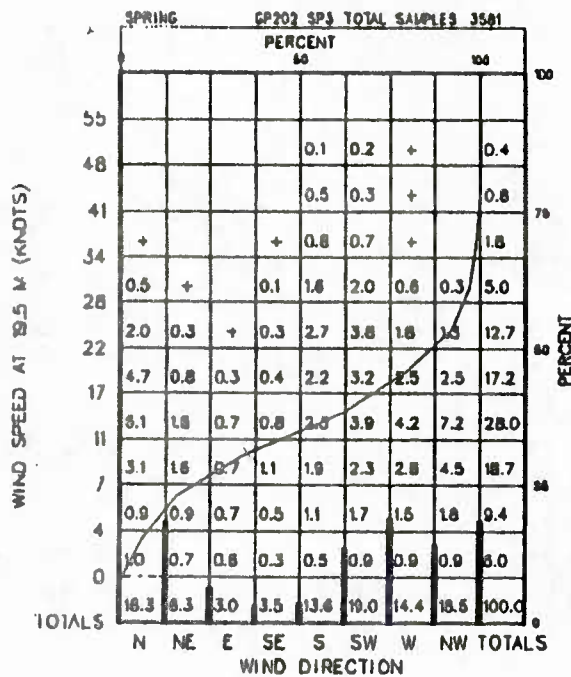 SPRING GP202 SP3 TOTAL SAMPLES 3581
PERCENT
0 50 100
100
55
0.1 0.2 + 0.4
48
0.5 0.3 + 0.8
41 75
+ + 0.8 0.7 + 1.8
34
0.5 + 0.1 1.6 2.0 0.6 0.3 5.0
28
2.0 0.3 + 0.3 2.7 3.8 1.8 1.3 12.7
22 50
4.7 0.8 0.3 0.4 2.2 3.2 2.5 2.5 17.2
17
6.1 1.6 0.7 0.8 3.9 4.2 7.2 28.0
11
3.1 1.6 0.7 1.1 1.9 2.3 2.8 4.5 18.7
7 25
0.9 0.9 0.7 0.5 1.1 1.7 1.5 1.8 9.4
4
1.0 0.7 0.6 0.3 0.5 0.9 0.9 0.9 6.0
0
18.3 6.3 3.0 3.5 13.6 19.0 14.4 18.5 100.0
TOTALS 0
N NE E SE S SW W NW TOTALS
WIND DIRECTION
WIND SPEED AT 19.5 M (KNOTS)
PERCENT